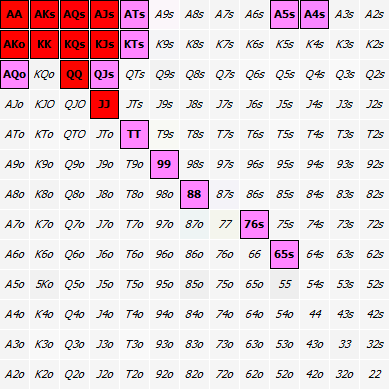 AA AKs AQs AJs ATs A9s A8s A7s A6s A5s A4s A3s A2s
AKo KK KQs KJs KTs K9s K8s K7s K6s K5s K4s K3s K2s
AQo KQo QQ QJs QTs Q9s Q8s Q7s Q6s Q5s Q4s Q3s Q2s
AJo KJO QJO JJ JTs J9s J8s J7s J6s J5s J4s J3s J2s
ATo KTo QTO JTo TT T9s T8s T7s T6s T5s T4s T3s T2s
A9o K9o Q9o J9o T9o 99 98s 97s 96s 95s 94s 93s 92s
A8o K8o Q8o J8o T8o 98o 88 87s 86s 85s 84s 83s 82s
A7o K7o Q7o J7o T7o 97o 87o 77 76s 75s 74s 73s 72s
A6o K6o Q6o J6o T6o 96o 86o 76o 66 65s 64s 63s 62s
A5o 5Ko Q5o J5o T5o 95o 85o 75o 65o 55 54s 53s 52s
A4o K4o Q4o J4o T4o 94o 84o 74o 64o 54o 44 43s 42s
A3o K3o Q3o J3o T3o 93o 83o 73o 63o 53o 43o 33 32s
A2o K2o Q2o J2o T2o 92o 82o 72o 62o 52o 42o 32o 22